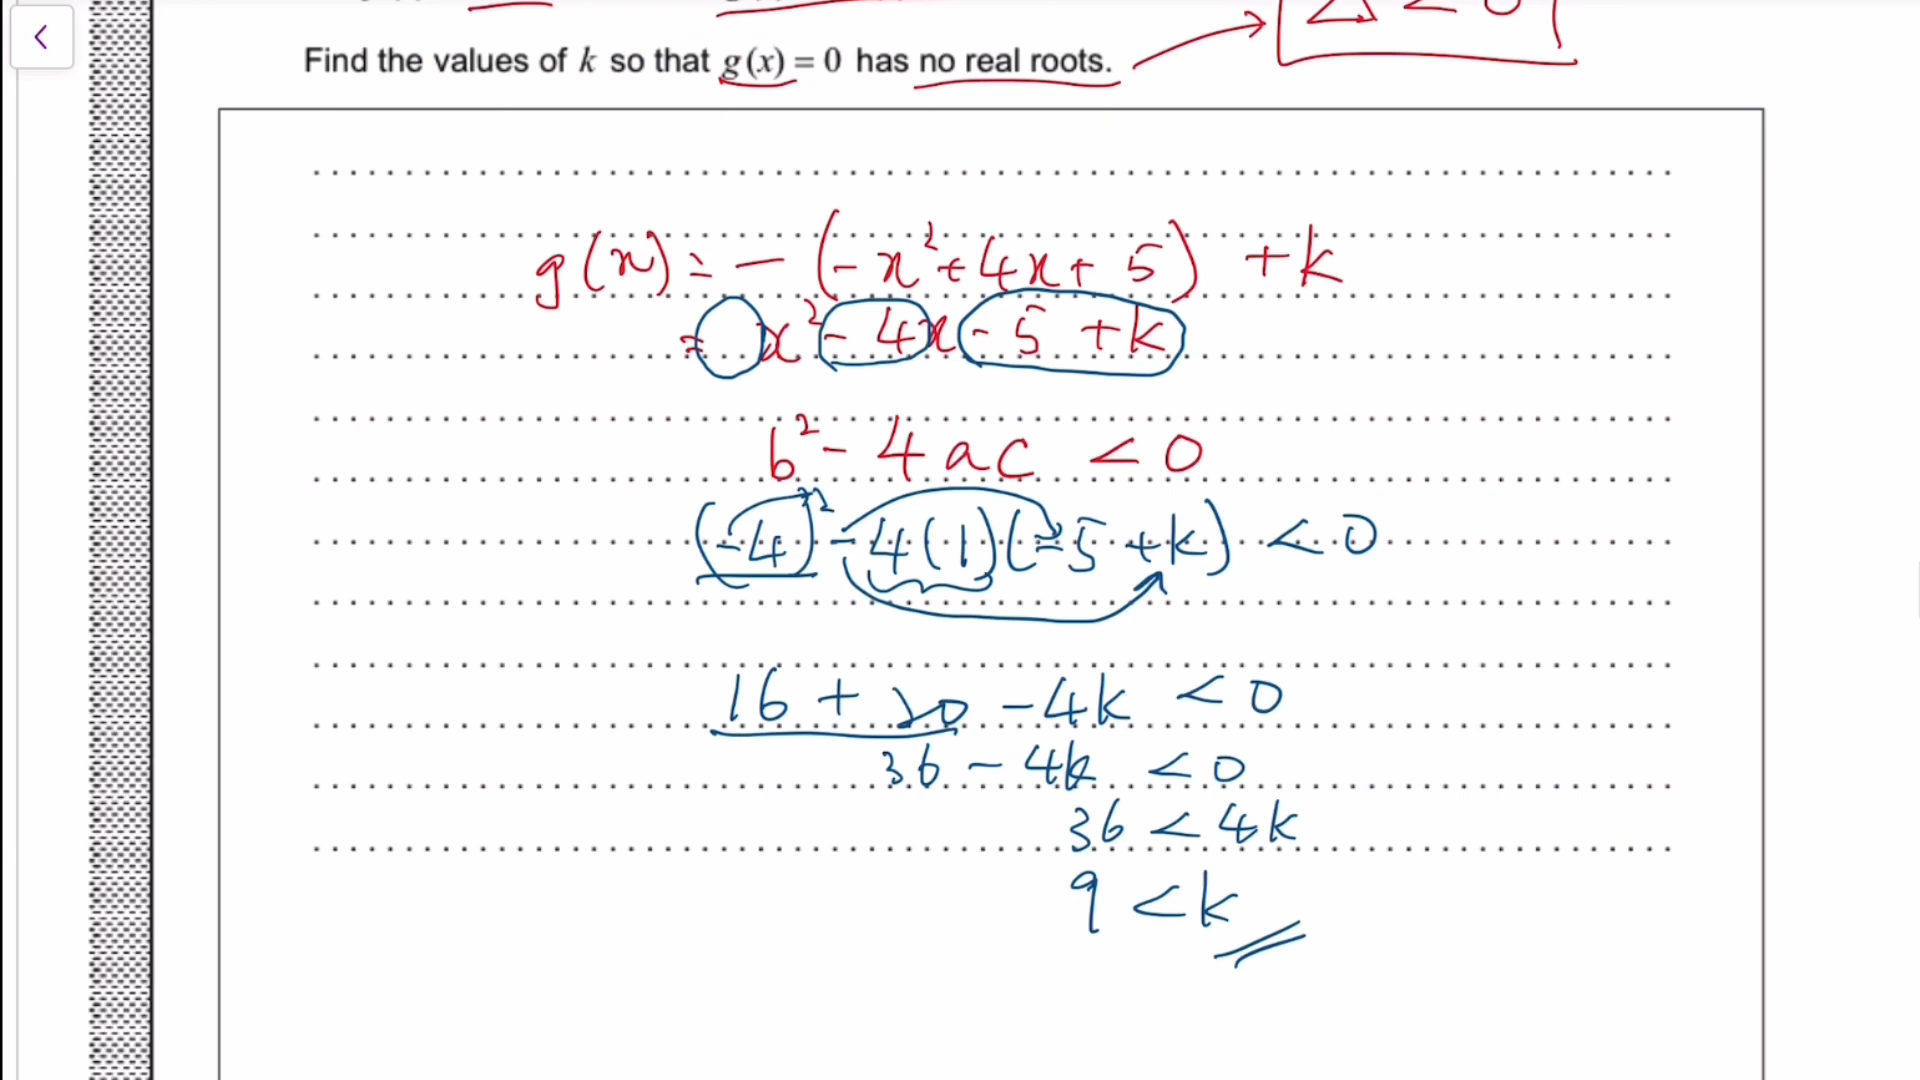 Δ < 0
Find the values of k so that g(x) = 0 has no real roots.
g(x) = - (-x² + 4x + 5) + k
= x² - 4x - 5 + k
b² - 4ac < 0
(-4)² - 4(1)(-5 + k) < 0
16 + 20 - 4k < 0
36 - 4k < 0
36 < 4k
9 < k